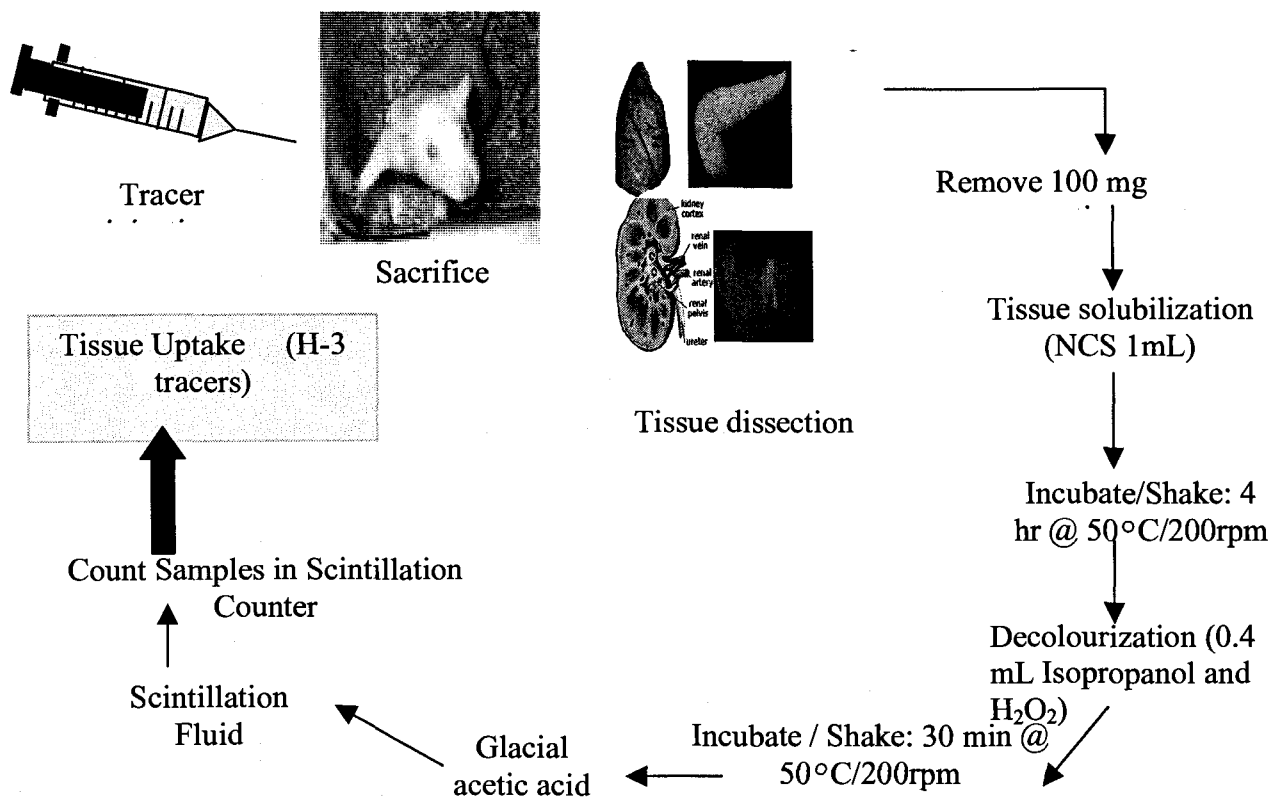 Tracer
Sacrifice
kidney
cortex
renal
vein
renal
artery
renal
pelvis
ureter
Tissue dissection
Remove 100 mg
Tissue solubilization
(NCS 1mL)
Incubate/Shake: 4
hr @ 50°C/200rpm
Decolourization (0.4
mL Isopropanol and
H₂O₂)
Incubate / Shake: 30 min @
50°C/200rpm
Glacial
acetic acid
Scintillation
Fluid
Count Samples in Scintillation
Counter
Tissue Uptake (H-3
tracers)